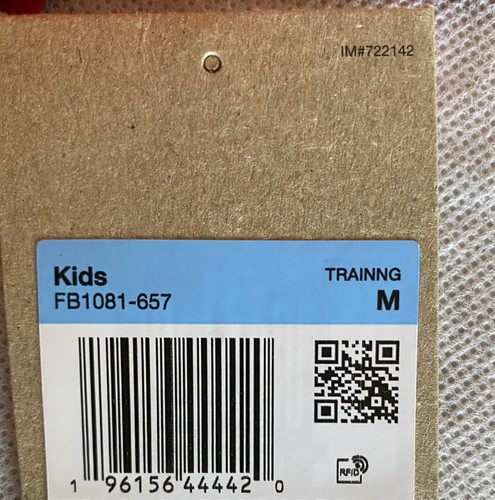 IM#722142
Kids
TRAINNG
FB1081-657
M
RFID
1 96156 44442 0